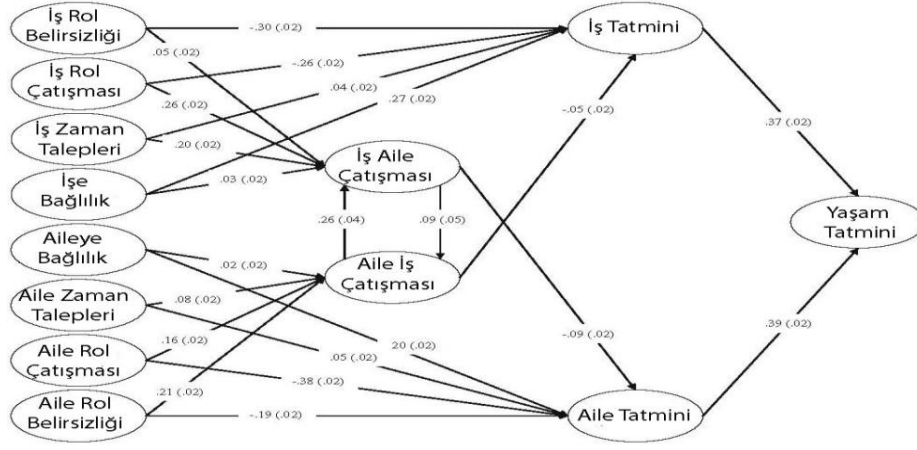 İş Rol
Belirsizliği
-.30 (.02)
İş Tatmini
.05 (.02)
İş Rol
Çatışması
-.26 (.02)
.04 (.02)
.27 (.02)
.26 (.02)
-.05 (.02)
İş Zaman
Talepleri
.20 (.02)
.37 (.02)
İş Aile
Çatışması
İşe
Bağlılık
.03 (.02)
.26 (.04)
.09 (.05)
Yaşam
Tatmini
Aileye
Bağlılık
.02 (.02)
Aile İş
Çatışması
Aile Zaman
Talepleri
.08 (.02)
.16 (.02)
.20 (.02)
-.09 (.02)
.39 (.02)
Aile Rol
Çatışması
.05 (.02)
-.38 (.02)
.21 (.02)
Aile Rol
Belirsizliği
-.19 (.02)
Aile Tatmini